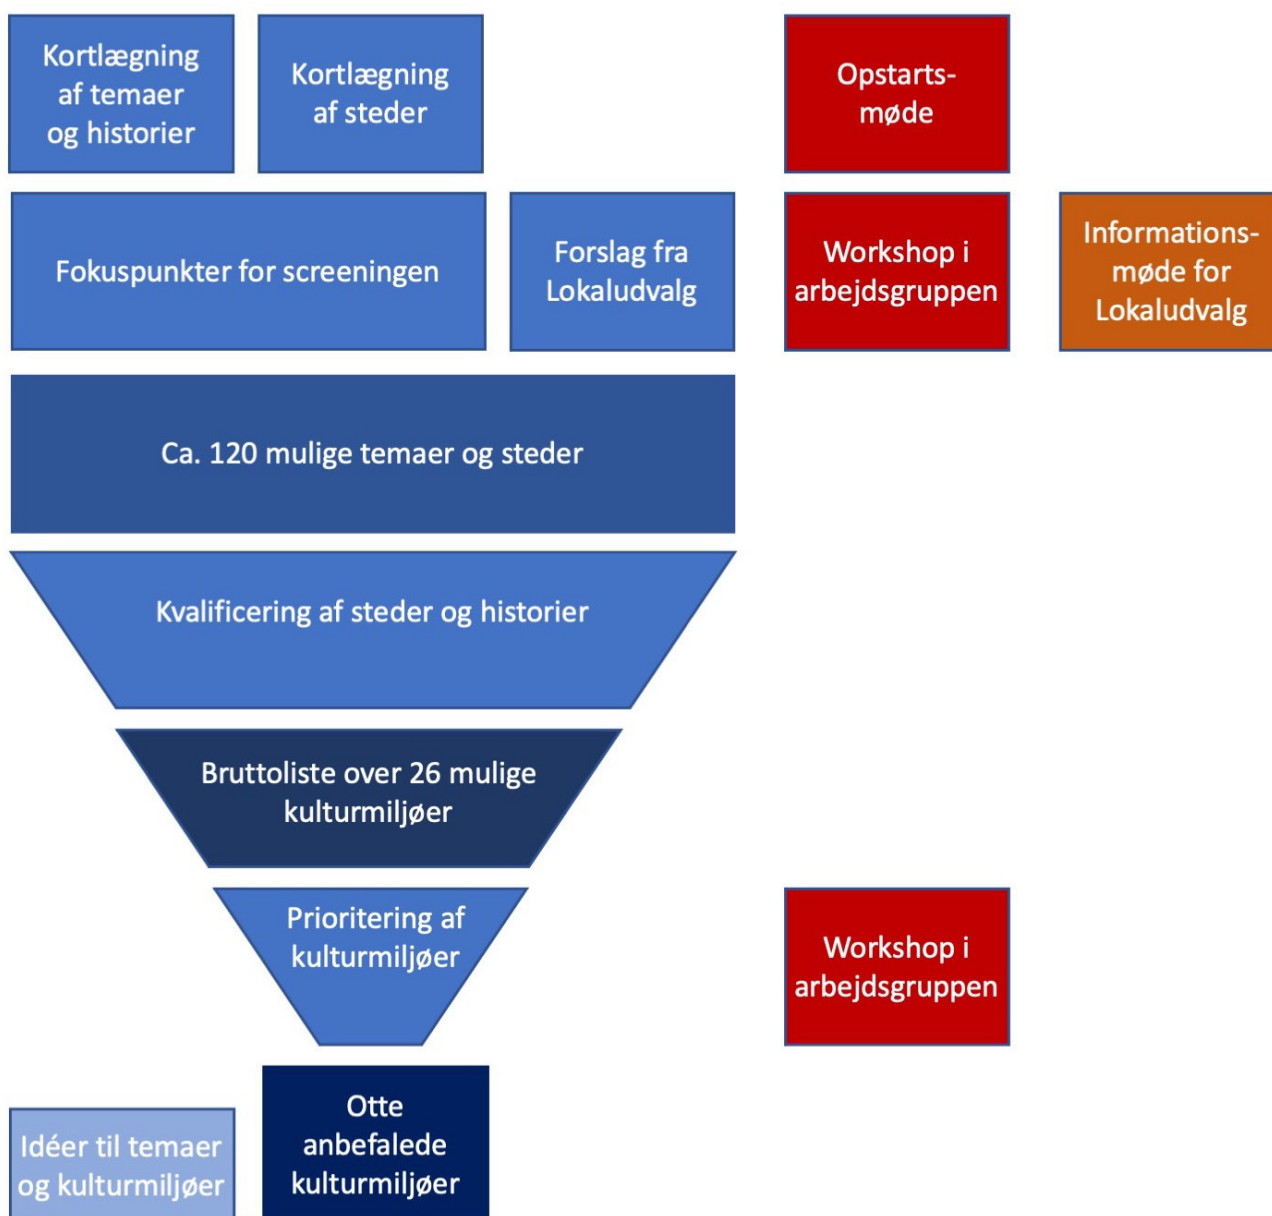 Kortlægning
af temaer
og historier
Kortlægning
af steder
Opstarts-
møde
Fokuspunkter for screeningen
Forslag fra
Lokaludvalg
Workshop i
arbejdsgruppen
Informations-
møde for
Lokaludvalg
Ca. 120 mulige temaer og steder
Kvalificering af steder og historier
Bruttoliste over 26 mulige
kulturmiljøer
Prioritering af
kulturmiljøer
Workshop i
arbejdsgruppen
Idéer til temaer
og kulturmiljøer
Otte
anbefalede
kulturmiljøer